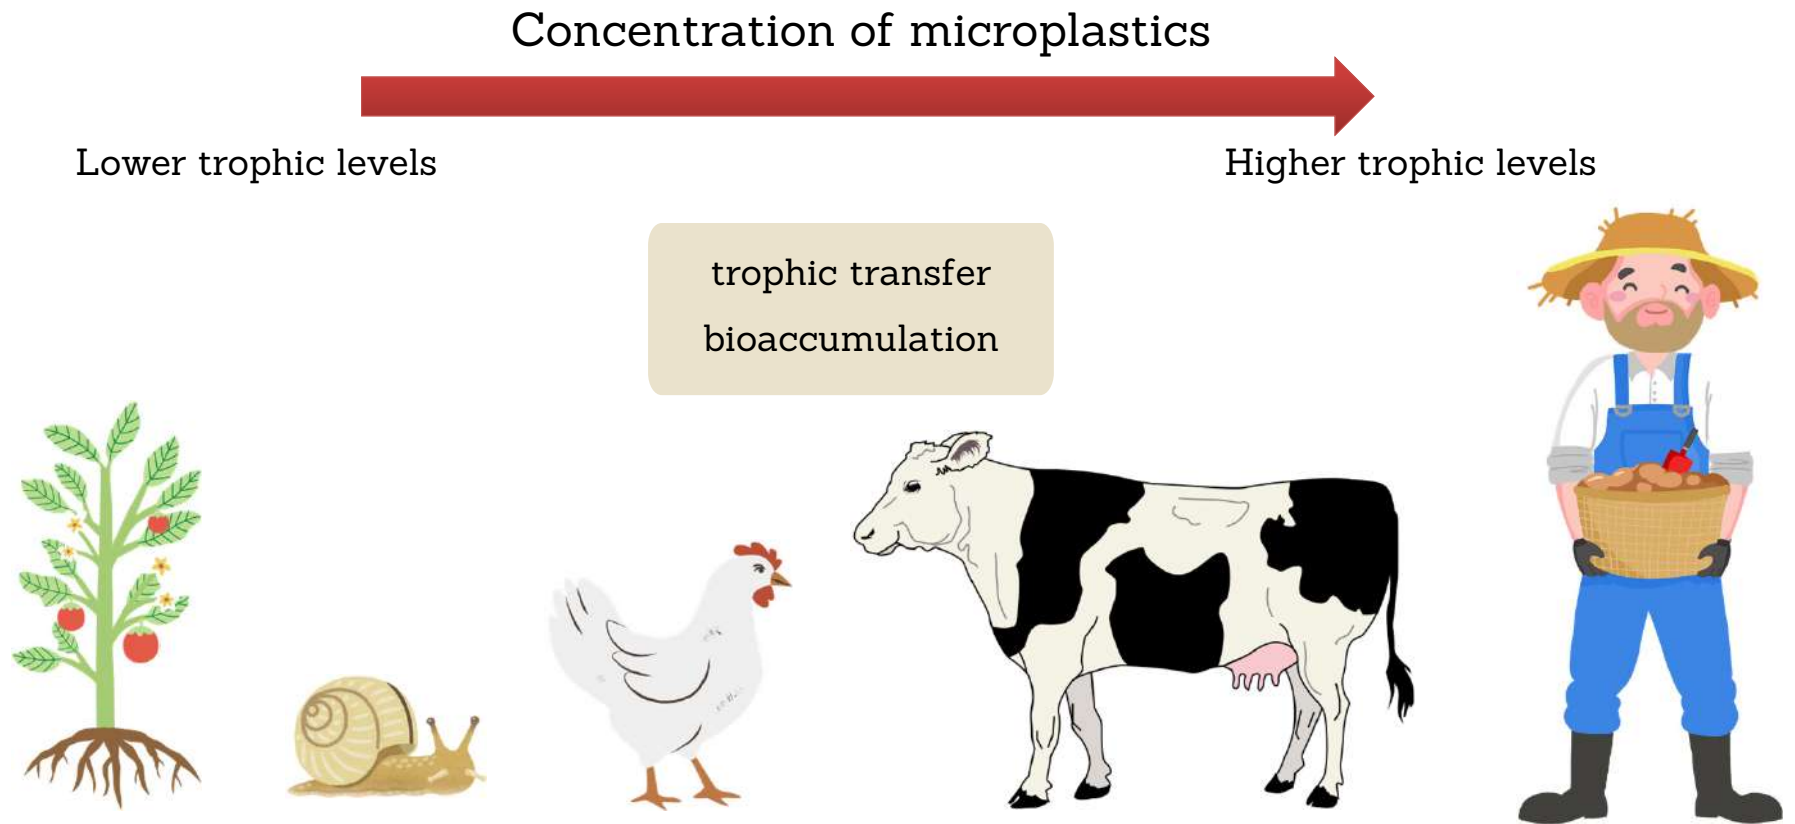 Concentration of microplastics
Lower trophic levels
Higher trophic levels
trophic transfer
bioaccumulation